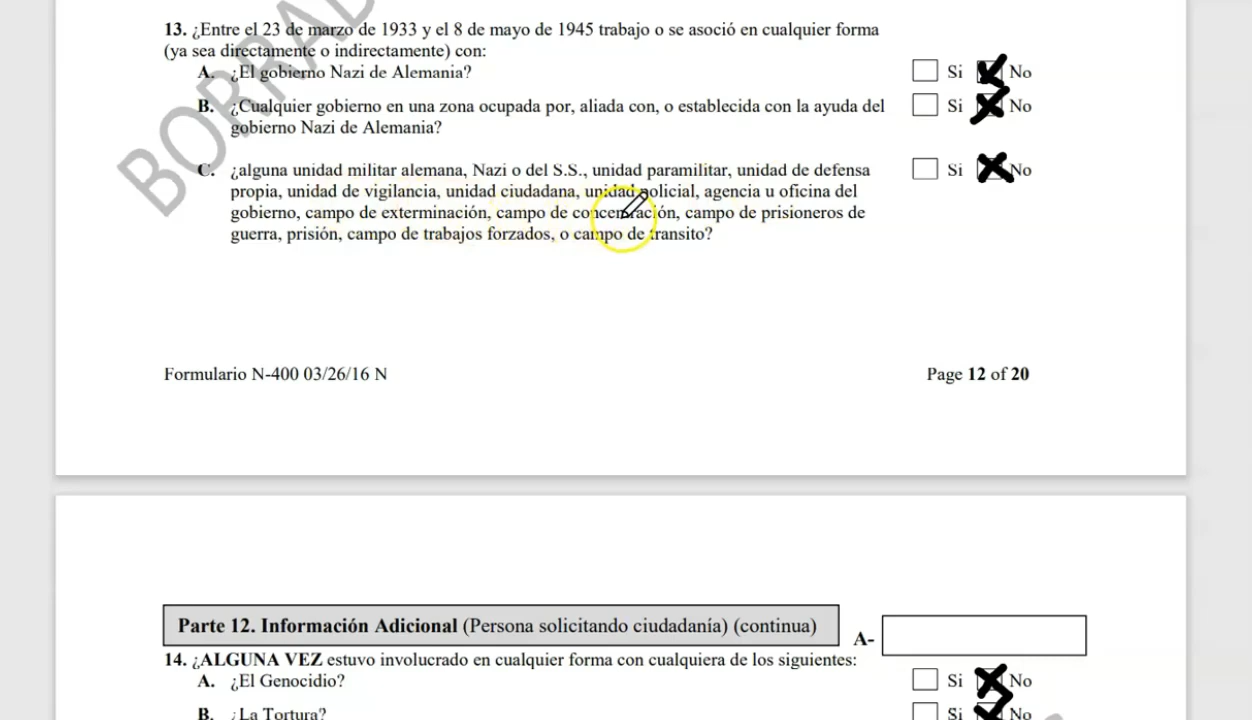 13. ¿Entre el 23 de marzo de 1933 y el 8 de mayo de 1945 trabajo o se asoció en cualquier forma
(ya sea directamente o indirectamente) con:
A. ¿El gobierno Nazi de Alemania? Si No
B. ¿Cualquier gobierno en una zona ocupada por, aliada con, o establecida con la ayuda del Si No
gobierno Nazi de Alemania?
C. ¿alguna unidad militar alemana, Nazi o del S.S., unidad paramilitar, unidad de defensa Si No
propia, unidad de vigilancia, unidad ciudadana, unidad policial, agencia u oficina del
gobierno, campo de exterminación, campo de concentración, campo de prisioneros de
guerra, prisión, campo de trabajos forzados, o campo de transito?
Formulario N-400 03/26/16 N Page 12 of 20
Parte 12. Información Adicional (Persona solicitando ciudadanía) (continua) A-
14. ¿ALGUNA VEZ estuvo involucrado en cualquier forma con cualquiera de los siguientes:
A. ¿El Genocidio? Si No
B. ¿La Tortura? Si No